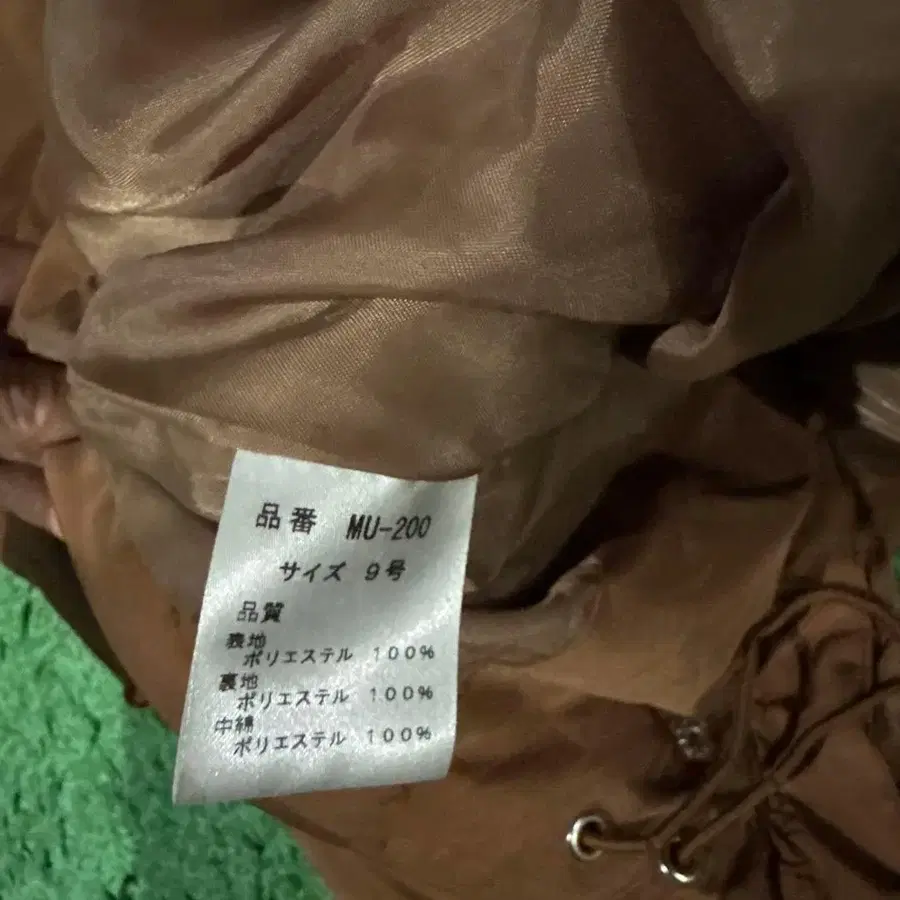 品番 MU-200
サイズ 9号
品質
表地
ポリエステル 100%
裏地
ポリエステル 100%
中綿
ポリエステル 100%